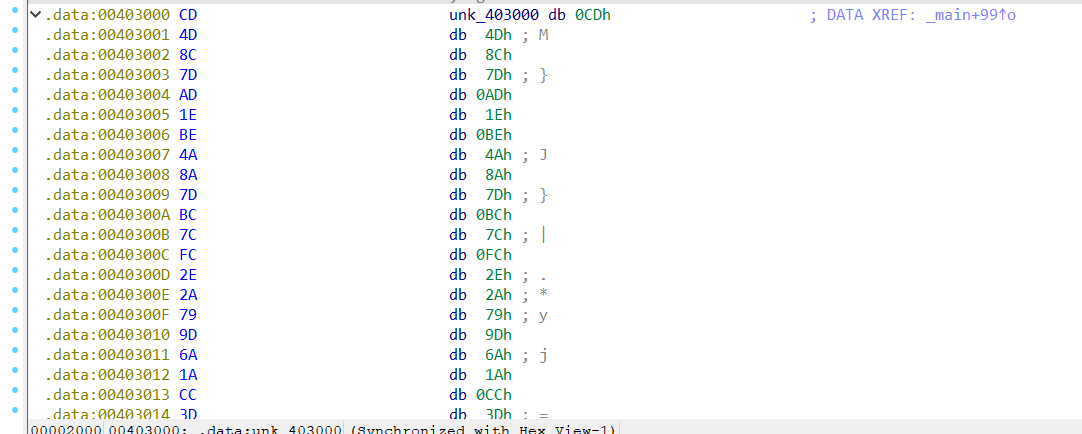 .data:00403000 CD unk_403000 db 0CDh ; DATA XREF: _main+99↑o
.data:00403001 4D db 4Dh ; M
.data:00403002 8C db 8Ch
.data:00403003 7D db 7Dh ; }
.data:00403004 AD db 0ADh
.data:00403005 1E db 1Eh
.data:00403006 BE db 0BEh
.data:00403007 4A db 4Ah ; J
.data:00403008 8A db 8Ah
.data:00403009 7D db 7Dh ; }
.data:0040300A BC db 0BCh
.data:0040300B 7C db 7Ch ; |
.data:0040300C FC db 0FCh
.data:0040300D 2E db 2Eh ; .
.data:0040300E 2A db 2Ah ; *
.data:0040300F 79 db 79h ; y
.data:00403010 9D db 9Dh
.data:00403011 6A db 6Ah ; j
.data:00403012 1A db 1Ah
.data:00403013 CC db 0CCh
.data:00403014 3D db 3Dh ; =
00002000 00403000: .data:unk_403000 (Synchronized with Hex View-1)